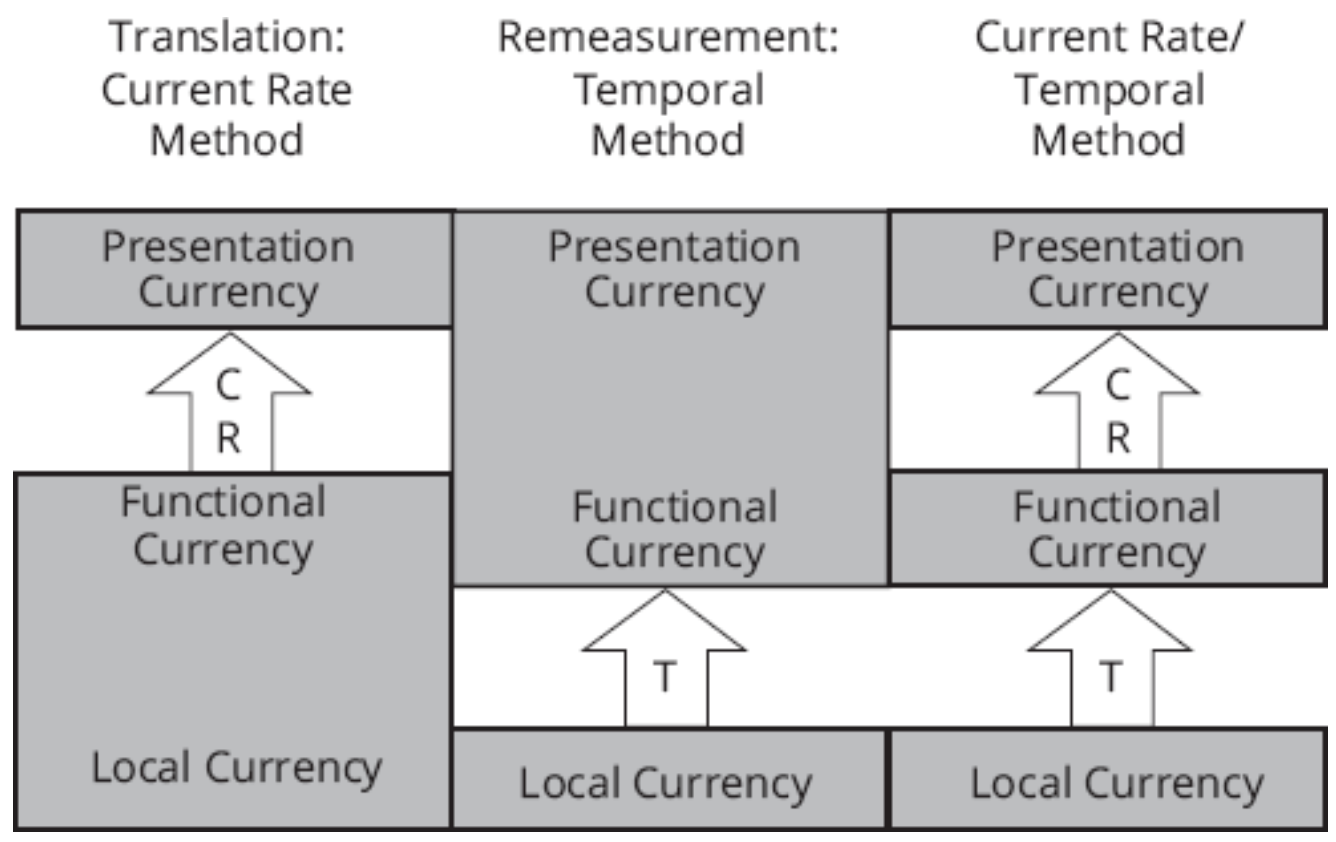 Translation:
Current Rate
Method
Remeasurement:
Temporal
Method
Current Rate/
Temporal
Method
Presentation
Currency
C
R
Functional
Currency
Local Currency
Presentation
Currency
Functional
Currency
T
Local Currency
Presentation
Currency
C
R
Functional
Currency
T
Local Currency